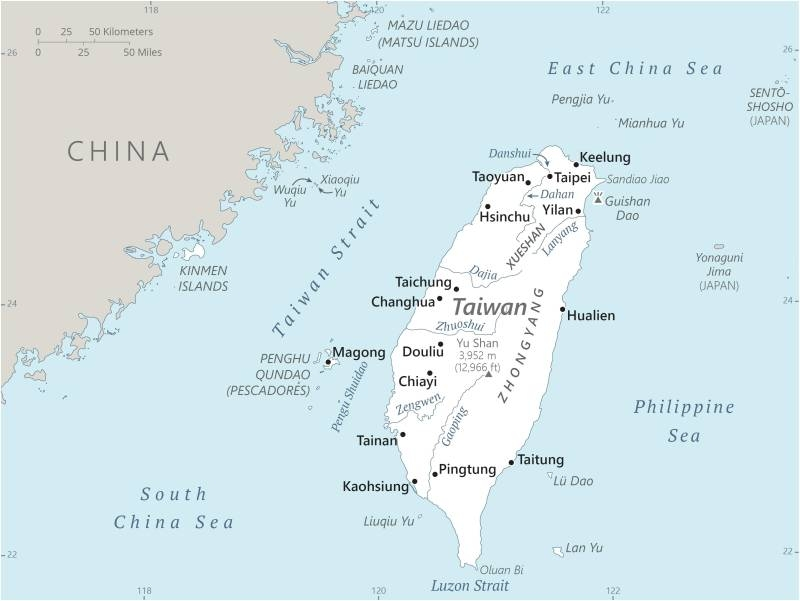 118
120
122
0 25 50 Kilometers
0 25 50 Miles
26
26
MAZU LIEDAO
(MATSU ISLANDS)
BAIQUAN
LIEDAO
East China Sea
SENTŌ-
SHOSHO
(JAPAN)
Pengjia Yu
Mianhua Yu
CHINA
Danshui
Keelung
Taoyuan
Taipei
Sandiao Jiao
Wuqiu
Yu
Xiaoqiu
Yu
Dahan
Guishan
Dao
Hsinchu
Yilan
Taiwan Strait
XUESHAN
Lanyang
Yonaguni
Jima
(JAPAN)
KINMEN
ISLANDS
Dajia
Taichung
Changhua
Taiwan
24
24
Hualien
ZHONGYANG
Zhuoshui
Yu Shan
3,952 m
(12,966 ft)
PENGHU
QUNDAO
(PESCADORES)
Magong
Douliu
Pengu Shuidao
Chiayi
Zengwen
Gaoping
Philippine
Sea
Tainan
Taitung
Pingtung
Kaohsiung
Lü Dao
South
China Sea
Liuqiu Yu
Lan Yu
22
22
Oluan Bi
Luzon Strait
118
120
122